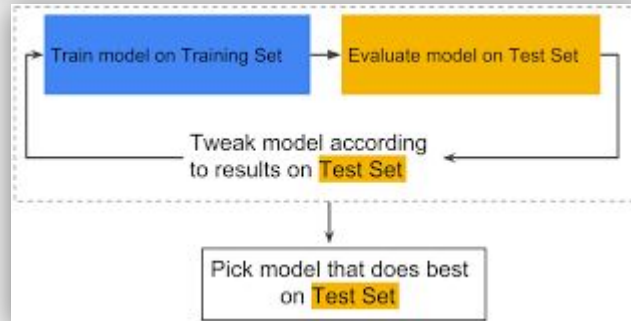 Train model on Training Set
Evaluate model on Test Set
Tweak model according
to results on Test Set
Pick model that does best
on Test Set